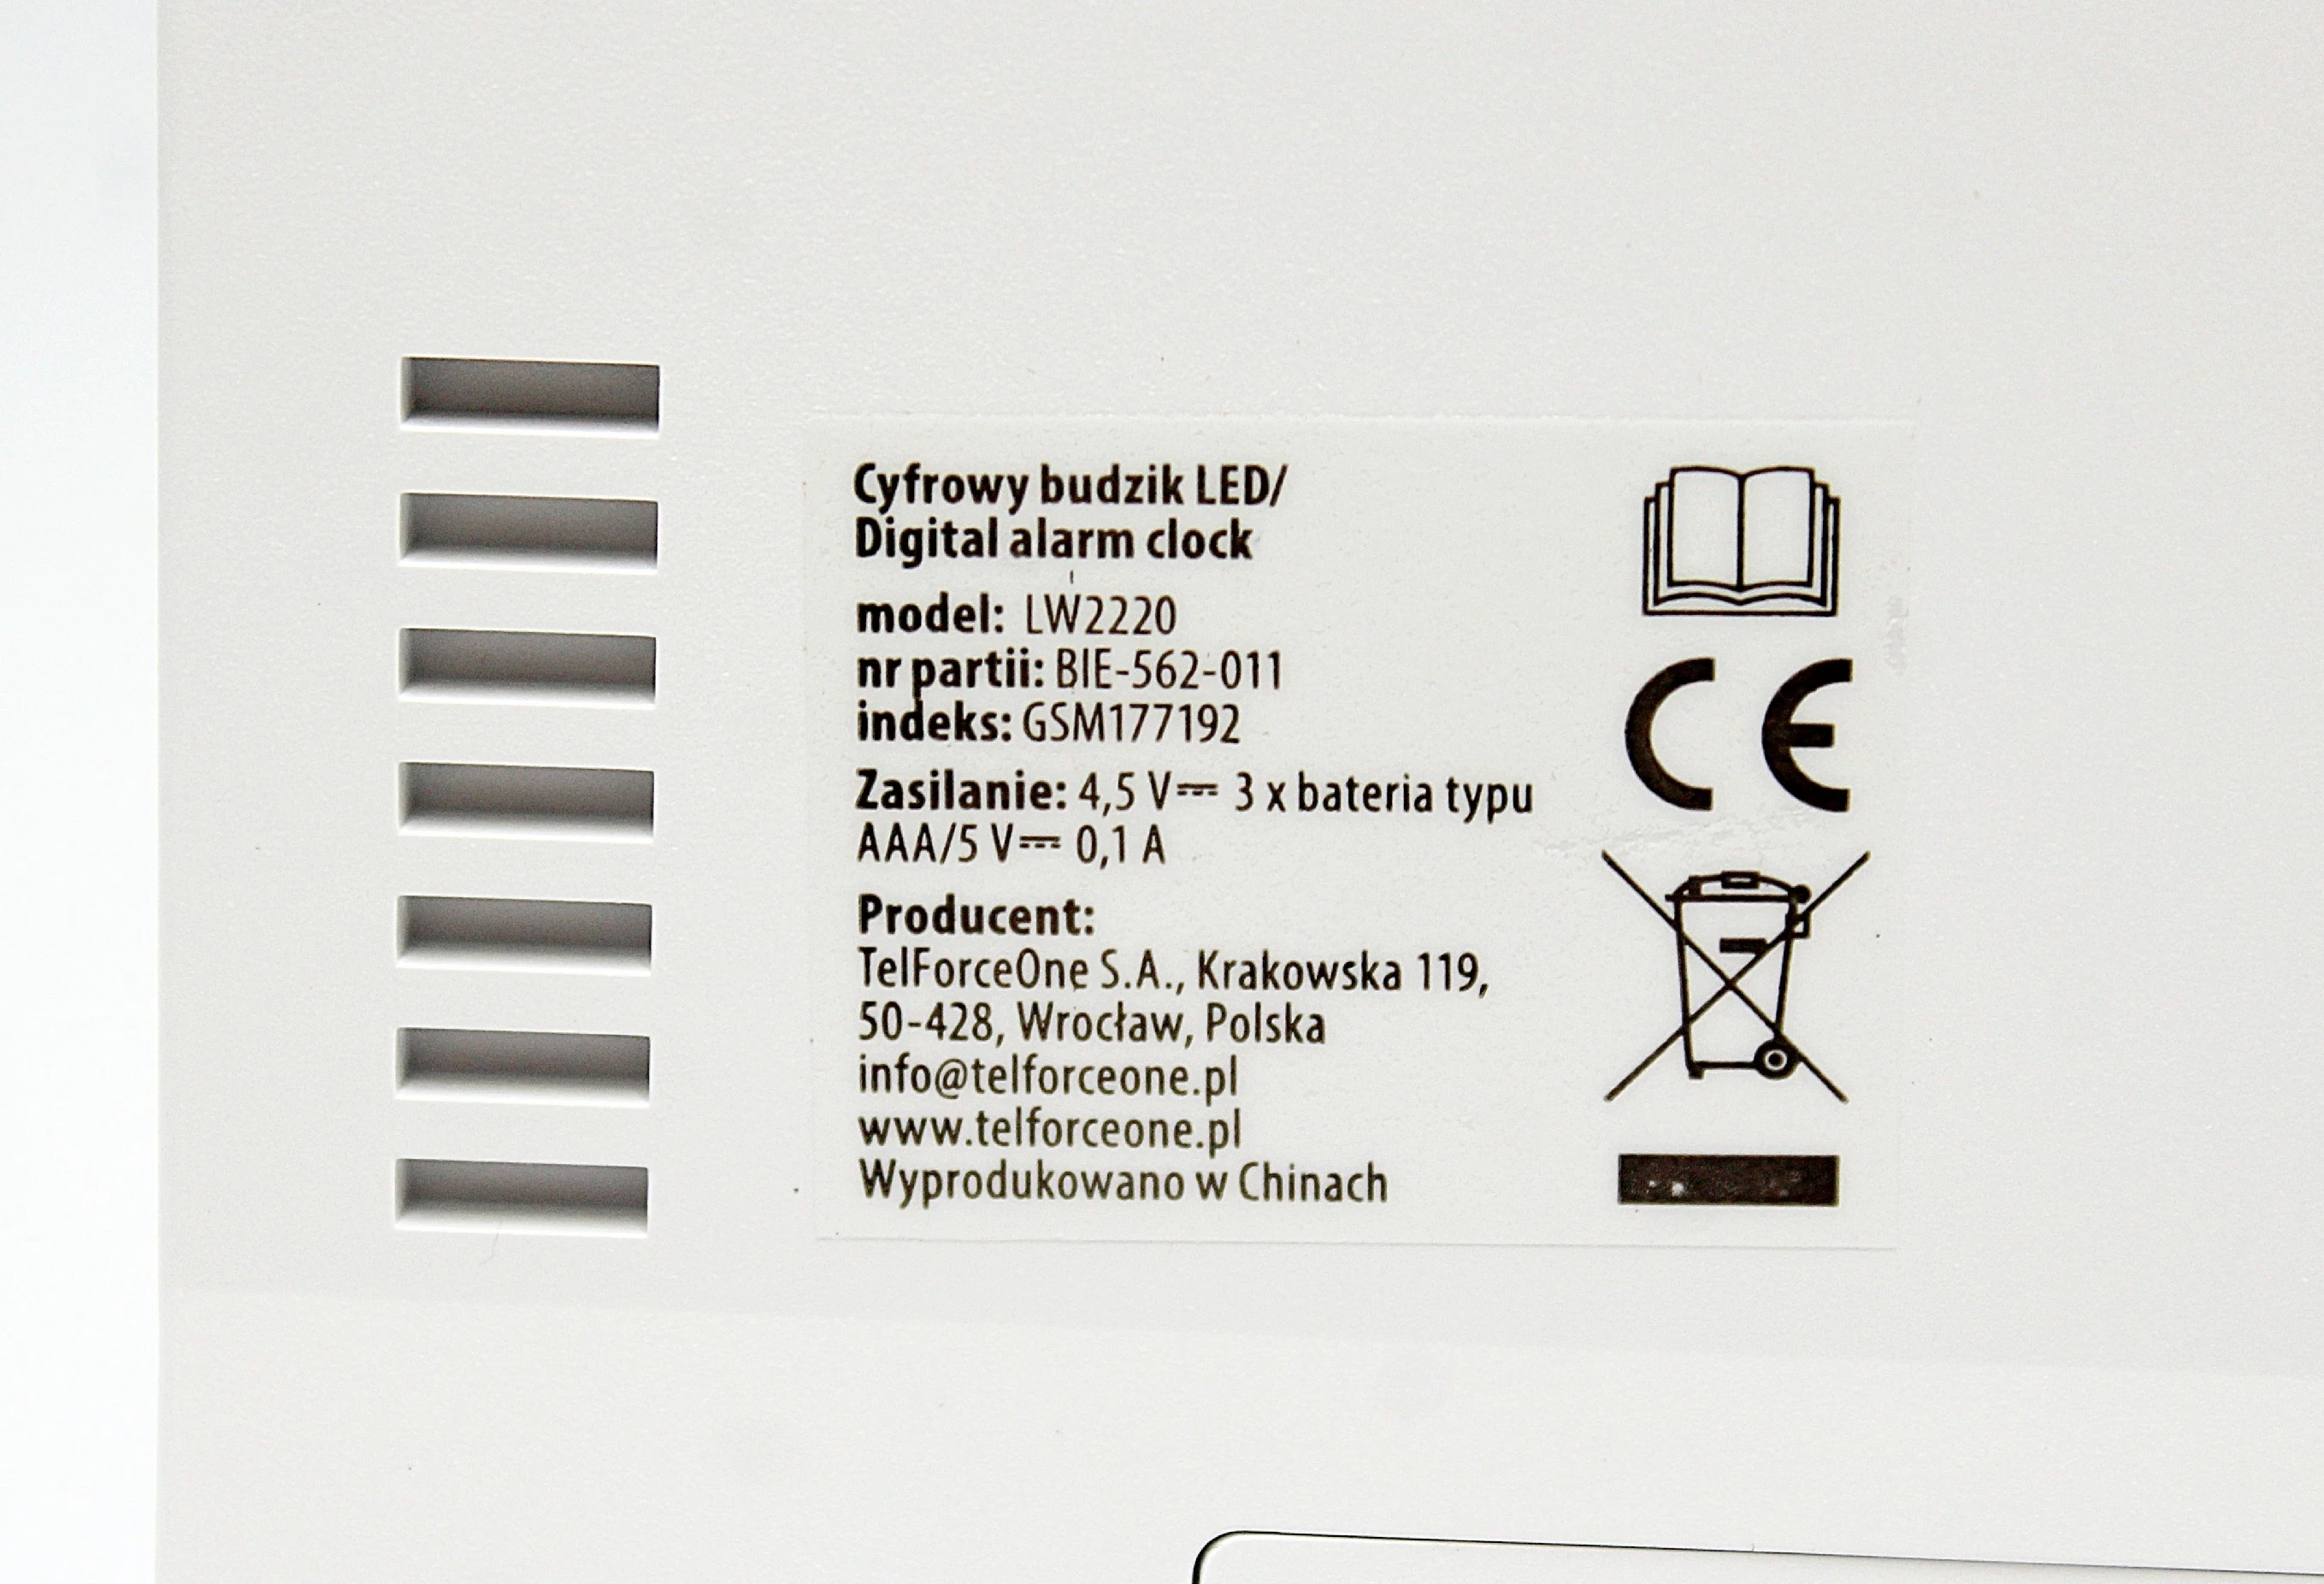 Cyfrowy budzik LED/
Digital alarm clock
model: LW2220
nr partii: BIE-562-011
indeks: GSM177192
Zasilanie: 4,5 V⎓ 3 x bateria typu
AAA/5 V⎓ 0,1 A
Producent:
TelForceOne S.A., Krakowska 119,
50-428, Wrocław, Polska
info@telforceone.pl
www.telforceone.pl
Wyprodukowano w Chinach
CE